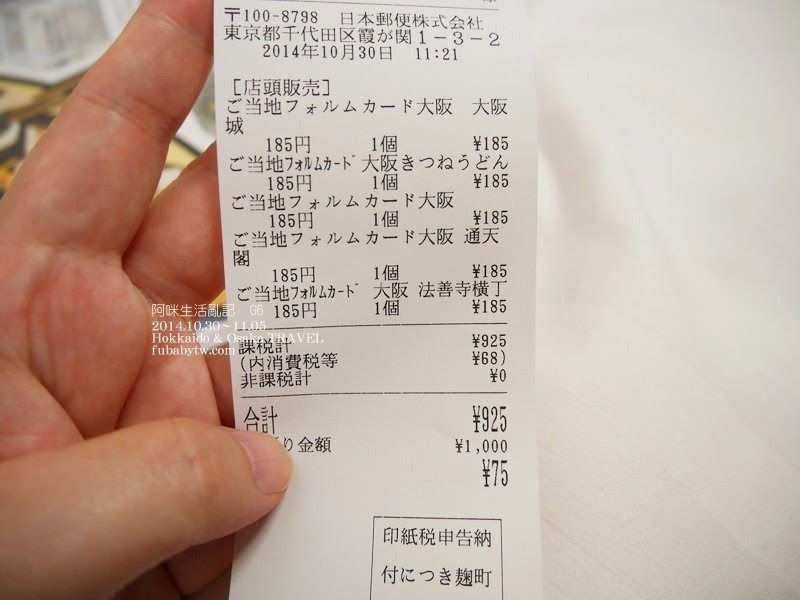 〒100-8798 日本郵便株式会社
東京都千代田区霞が関1-3-2
2014年10月30日 11:21
[店頭販売]
ご当地フォルムカード大阪 大阪
城
185円 1個 ¥185
ご当地フォルムカード 大阪きつねうどん
185円 1個 ¥185
ご当地フォルムカード大阪
185円 1個 ¥185
ご当地フォルムカード大阪 通天
閣
185円 1個 ¥185
ご当地フォルムカード 大阪 法善寺横丁
185円 1個 ¥185
阿咪生活亂記 GG
2014.10.30~11.05
Hokkaido & Osaka TRAVEL
fubabytw.com
課税計 ¥925
(内消費税等 ¥68)
非課税計 ¥0
合計 ¥925
り金額 ¥1,000
¥75
印紙税申告納
付につき麹町